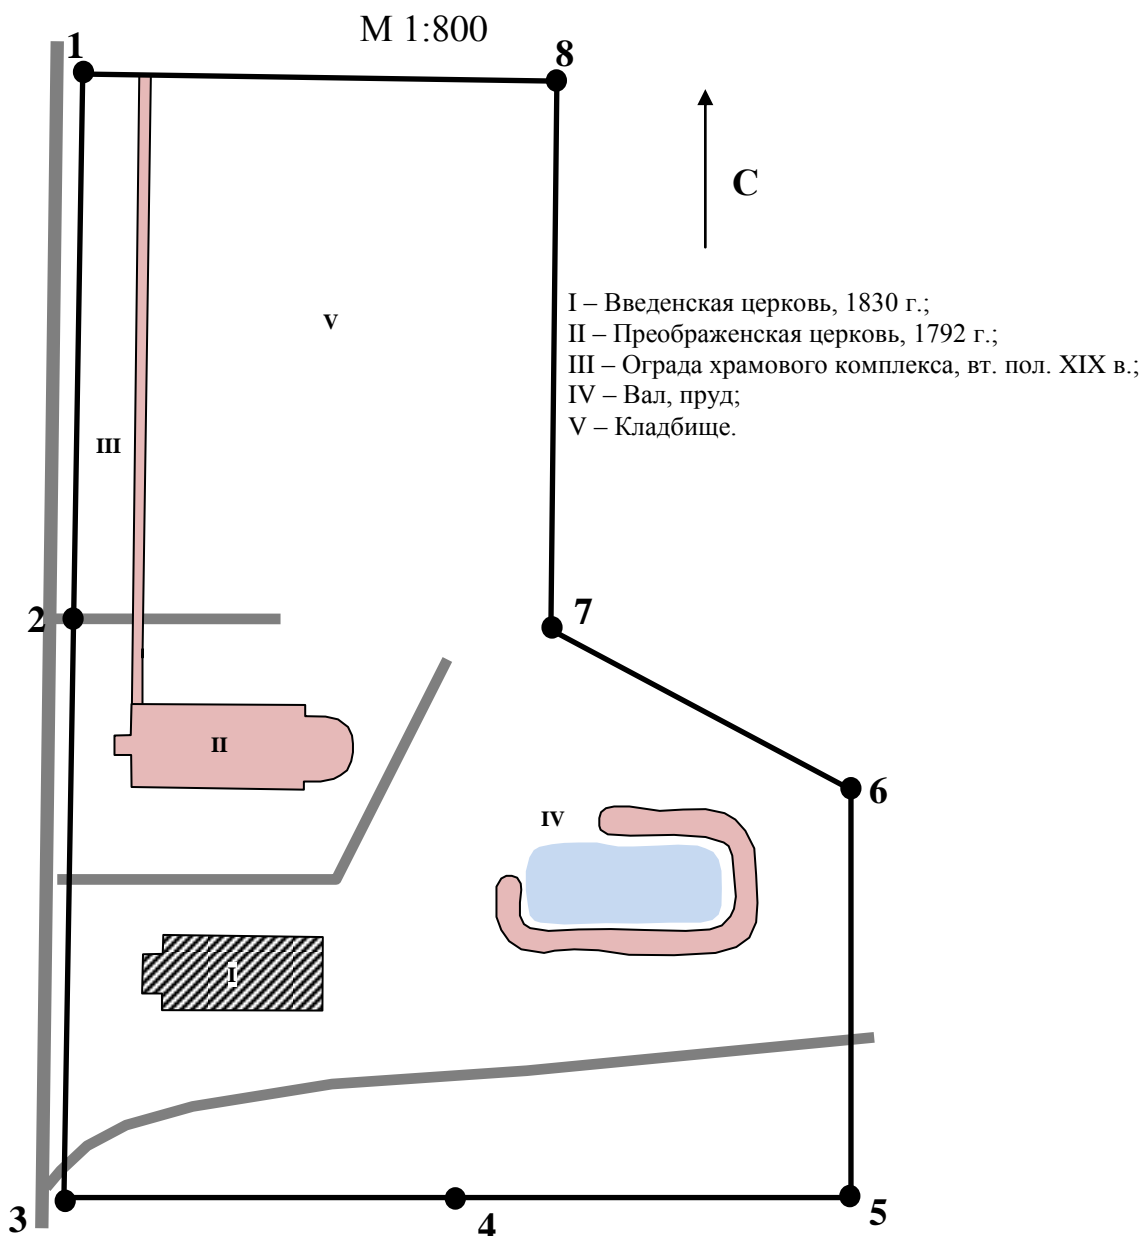 М 1:800
1
8
С
I – Введенская церковь, 1830 г.;
II – Преображенская церковь, 1792 г.;
III – Ограда храмового комплекса, вт. пол. XIX в.;
IV – Вал, пруд;
V – Кладбище.
V
III
2
7
II
6
IV
I
3
4
5